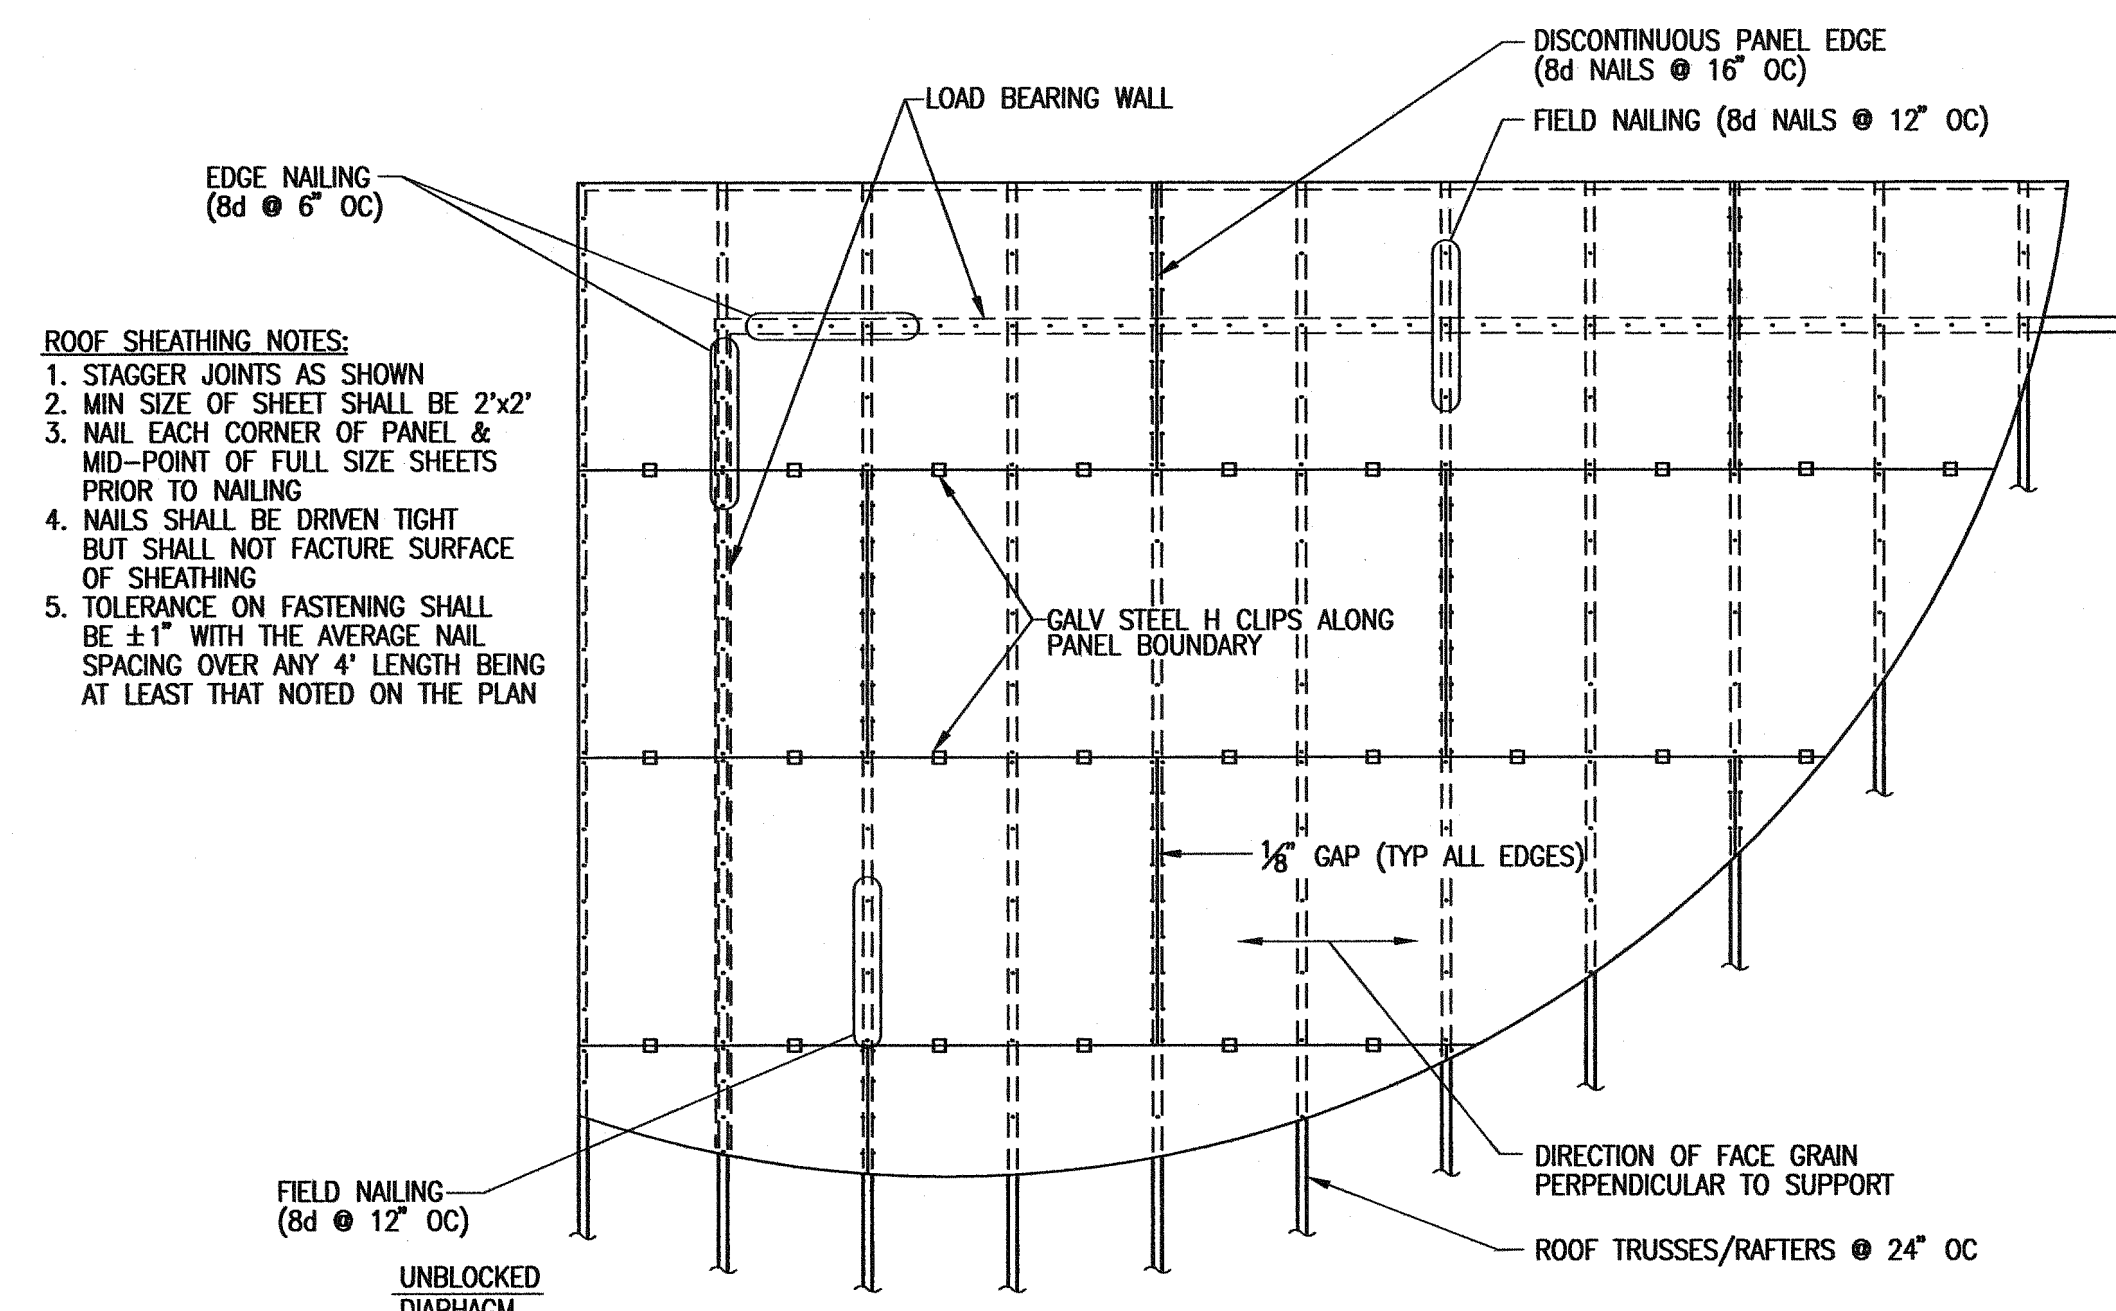 DISCONTINUOUS PANEL EDGE
(8d NAILS @ 16" OC)
LOAD BEARING WALL
FIELD NAILING (8d NAILS @ 12" OC)
EDGE NAILING
(8d @ 6" OC)
ROOF SHEATHING NOTES:
1. STAGGER JOINTS AS SHOWN
2. MIN SIZE OF SHEET SHALL BE 2'x2'
3. NAIL EACH CORNER OF PANEL &
MID-POINT OF FULL SIZE SHEETS
PRIOR TO NAILING
4. NAILS SHALL BE DRIVEN TIGHT
BUT SHALL NOT FACTURE SURFACE
OF SHEATHING
5. TOLERANCE ON FASTENING SHALL
BE ±1" WITH THE AVERAGE NAIL
SPACING OVER ANY 4' LENGTH BEING
AT LEAST THAT NOTED ON THE PLAN
GALV STEEL H CLIPS ALONG
PANEL BOUNDARY
1/8" GAP (TYP ALL EDGES)
DIRECTION OF FACE GRAIN
PERPENDICULAR TO SUPPORT
FIELD NAILING
(8d @ 12" OC)
ROOF TRUSSES/RAFTERS @ 24" OC
UNBLOCKED
DIAPHAGM